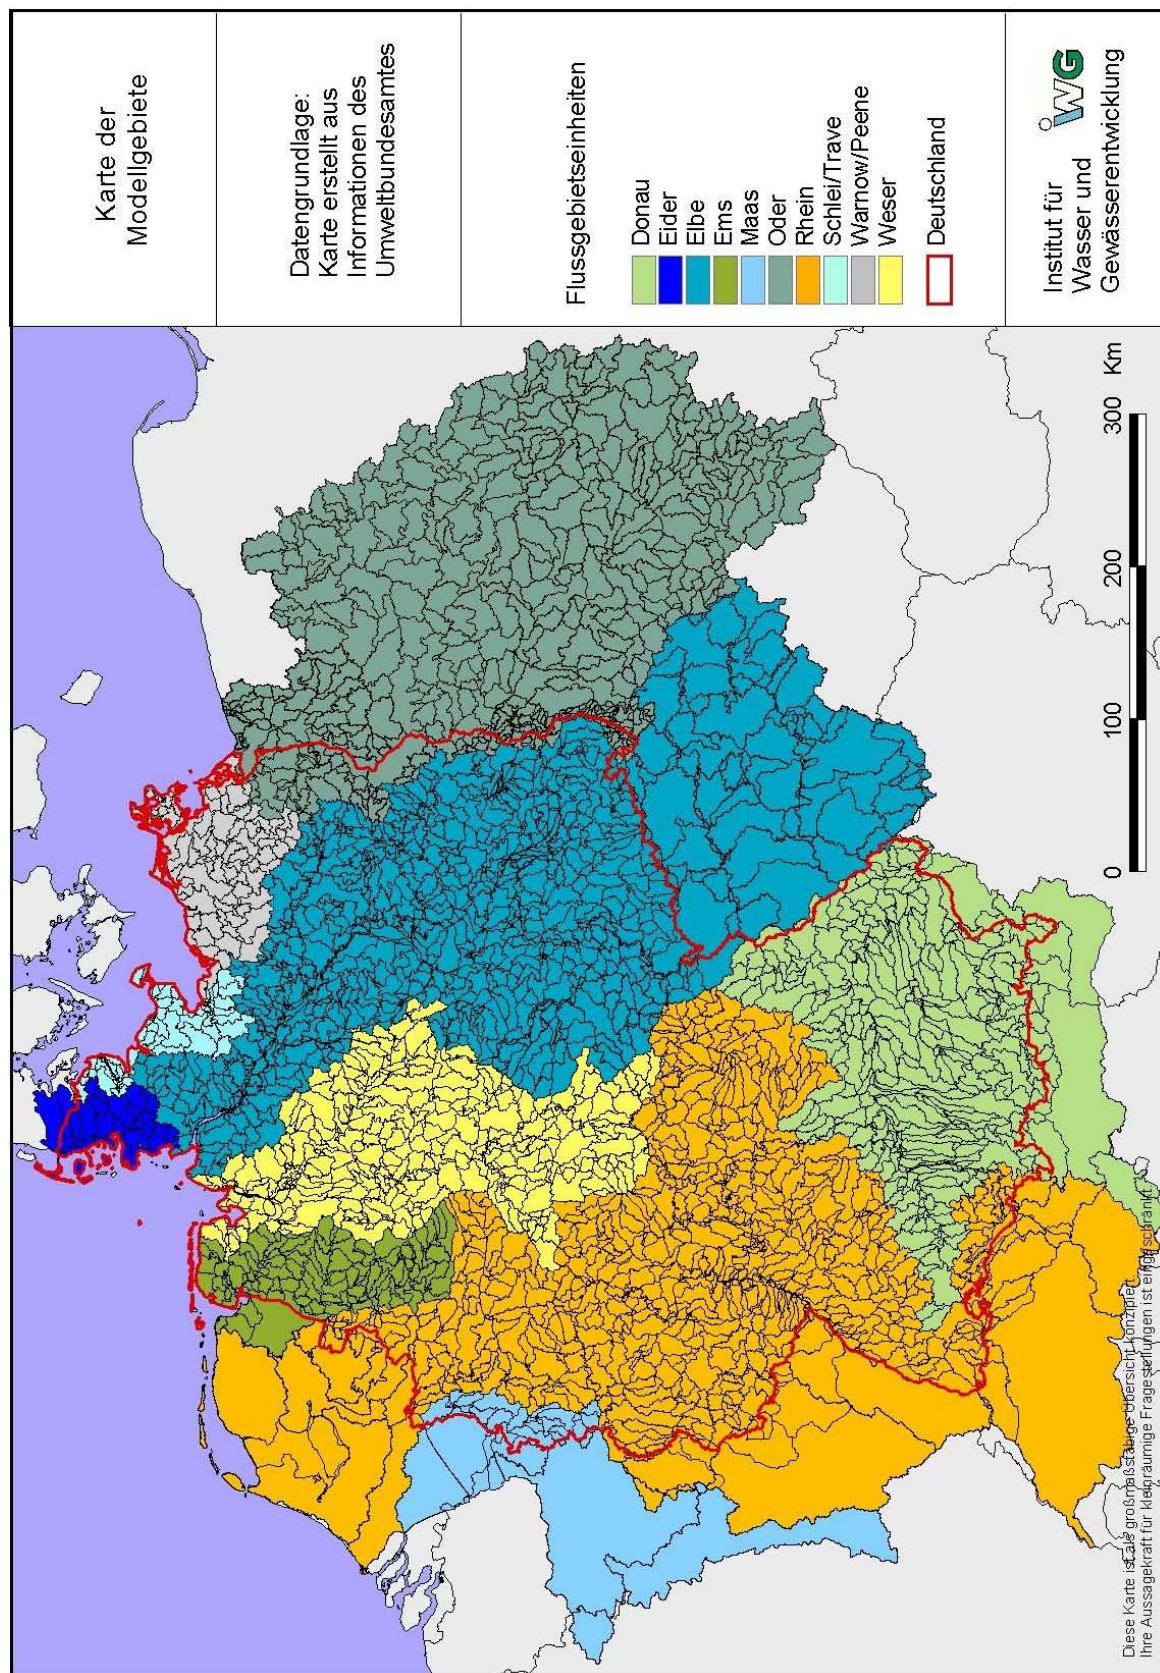 Karte der
Modellgebiete
Datengrundlage:
Karte erstellt aus
Informationen des
Umweltbundesamtes
Flussgebietseinheiten
Donau
Eider
Elbe
Ems
Maas
Oder
Rhein
Schlei/Trave
Warnow/Peene
Weser
Deutschland
Institut für
Wasser und
Gewässerentwicklung
iWG
0 100 200 300 Km
Diese Karte ist als großmaßstäbige Übersicht konzipiert.
Ihre Aussagekraft für kleinräumige Fragestellungen ist eingeschränkt.